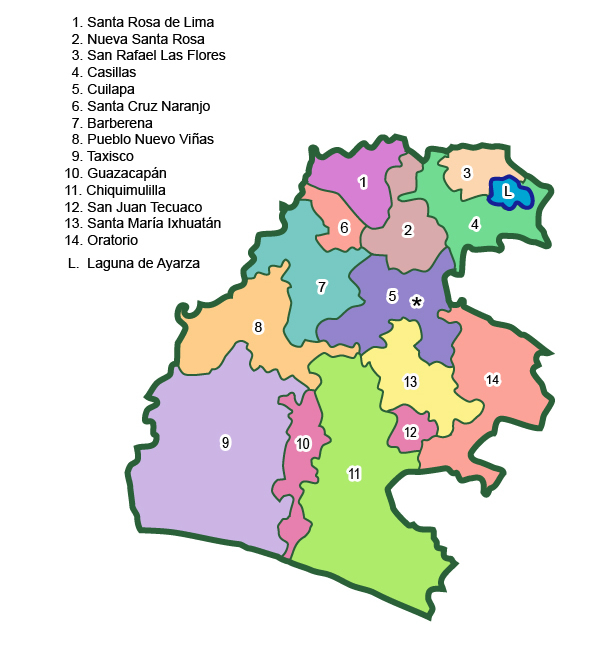 1. Santa Rosa de Lima
2. Nueva Santa Rosa
3. San Rafael Las Flores
4. Casillas
5. Cuilapa
6. Santa Cruz Naranjo
7. Barberena
8. Pueblo Nuevo Viñas
9. Taxisco
10. Guazacapán
11. Chiquimulilla
12. San Juan Tecuaco
13. Santa María Ixhuatán
14. Oratorio
L. Laguna de Ayarza
1
3
L
6
2
4
7
5 *
8
13
14
12
9
10
11